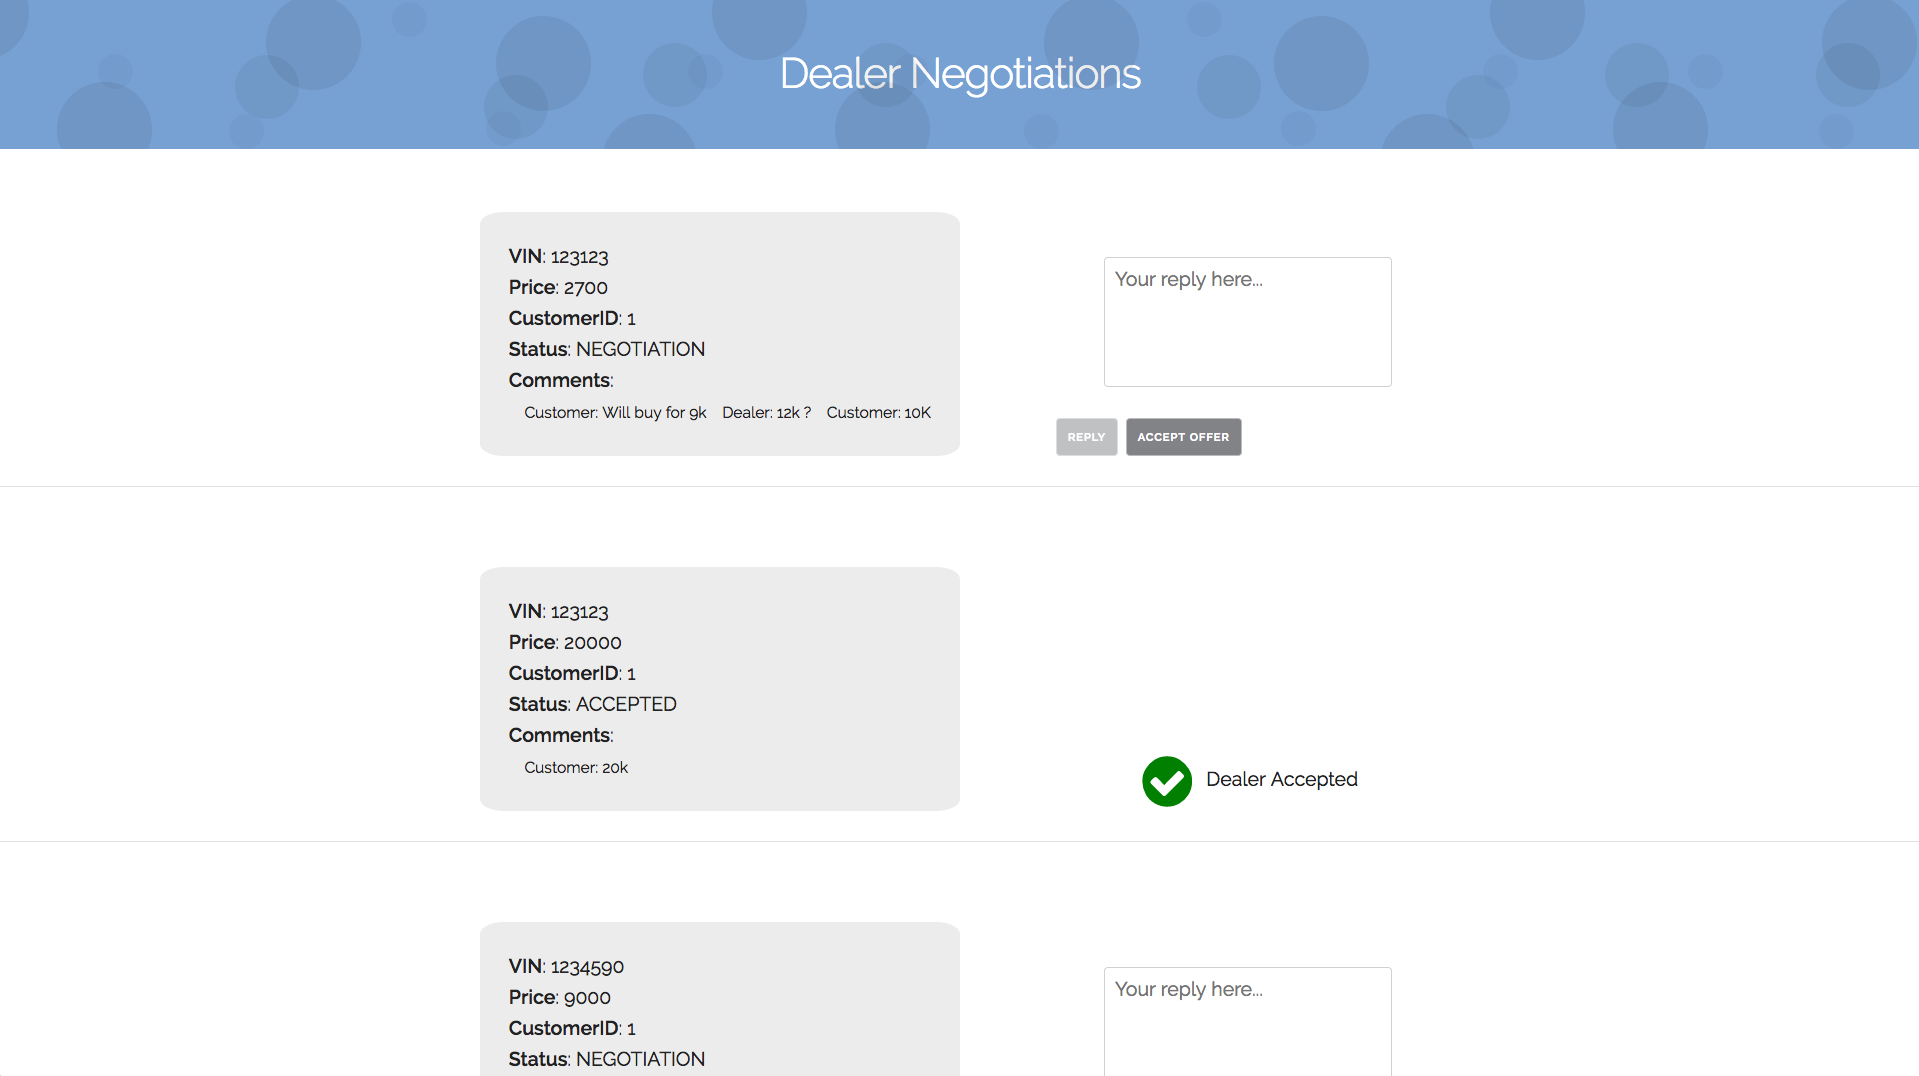 Dealer Negotiations
VIN: 123123
Price: 2700
CustomerID: 1
Status: NEGOTIATION
Comments:
Customer: Will buy for 9k Dealer: 12k ? Customer: 10K
Your reply here...
REPLY
ACCEPT OFFER
VIN: 123123
Price: 20000
CustomerID: 1
Status: ACCEPTED
Comments:
Customer: 20k
Dealer Accepted
VIN: 1234590
Price: 9000
CustomerID: 1
Status: NEGOTIATION
Your reply here...